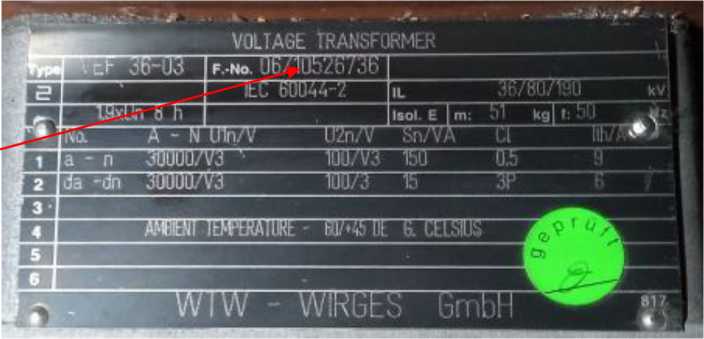 VOLTAGE TRANSFORMER
Type VEF 36-03 F.-No. 06/10526736
IEC 60044-2 IL 36/80/190 kV
1.9xUn 8 h Isol. E m: 51 kg f: 50 Hz
No. A - N U1n/V U2n/V Sn/VA Cl. Ith/A
1 a - n 30000/V3 100/V3 150 0.5 9
2 da -dn 30000/V3 100/3 15 3P 6
3
4 AMBIENT TEMPERATURE - 60/+45 DE G. CELSIUS
5
6
geprüft
WTW - WIRGES GmbH 817